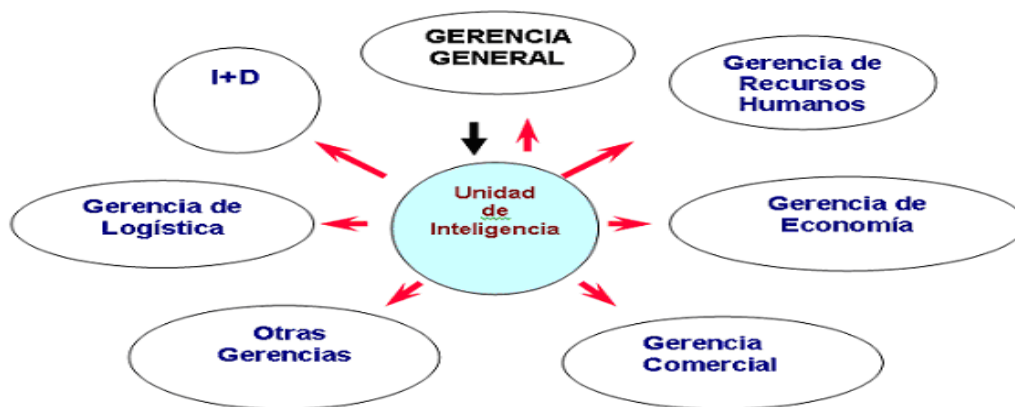 GERENCIA
GENERAL
I+D
Gerencia de
Recursos
Humanos
Gerencia de
Logística
Unidad
de
Inteligencia
Gerencia de
Economía
Otras
Gerencias
Gerencia
Comercial